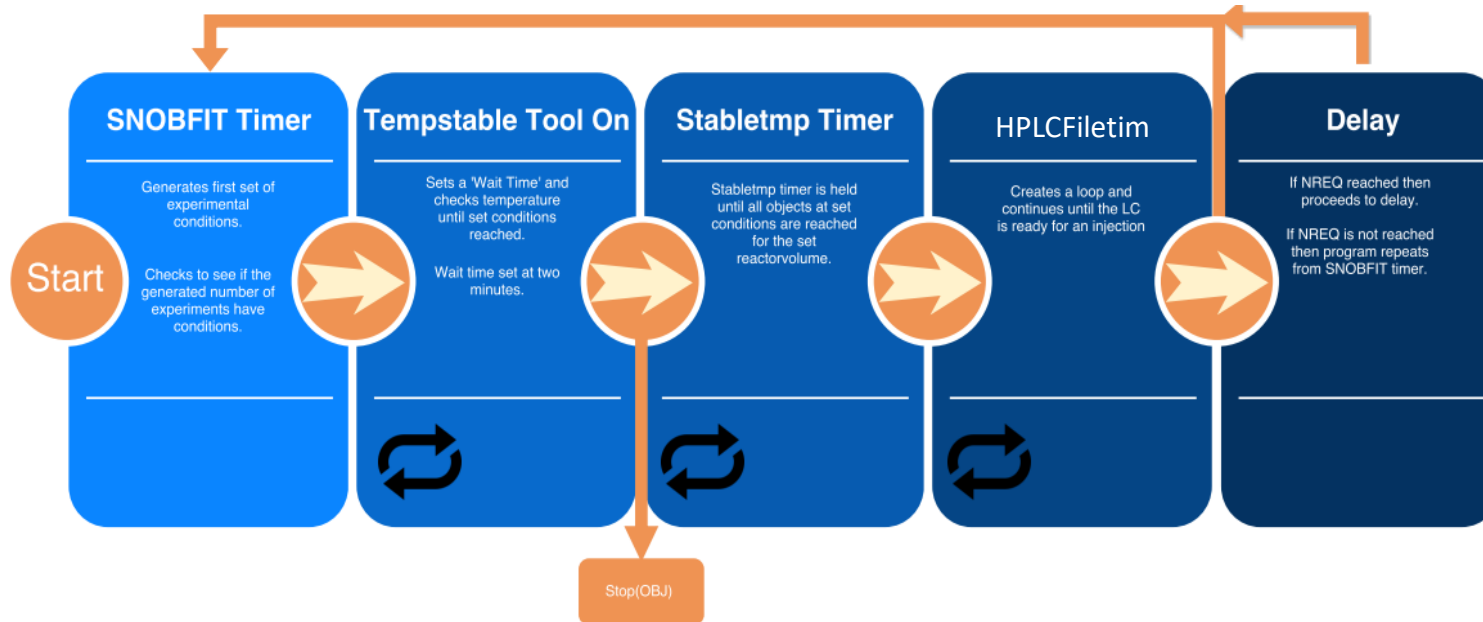 Start
SNOBFIT Timer
Generates first set of
experimental
conditions.
Checks to see if the
generated number of
experiments have
conditions.
Tempstable Tool On
Sets a 'Wait Time' and
checks temperature
until set conditions
reached.
Wait time set at two
minutes.
Stabletmp Timer
Stabletmp timer is held
until all objects at set
conditions are reached
for the set
reactorvolume.
HPLCFiletim
Creates a loop and
continues until the LC
is ready for an injection
Delay
If NREQ reached then
proceeds to delay.
If NREQ is not reached
then program repeats
from SNOBFIT timer.
Stop(OBJ)